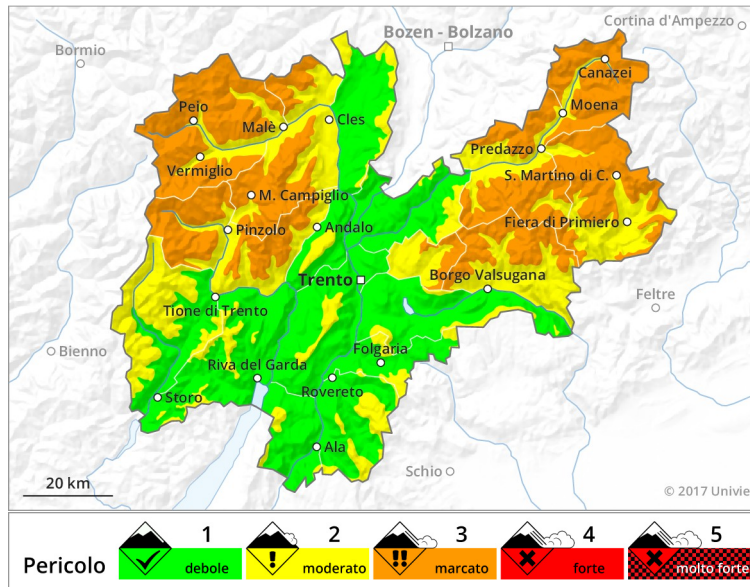 Cortina d'Ampezzo
Bozen - Bolzano
Bormio
Canazei
Peio
Moena
Malè
Cles
Predazzo
Vermiglio
S. Martino di C.
M. Campiglio
Fiera di Primiero
Pinzolo
Andalo
Trento
Borgo Valsugana
Feltre
Tione di Trento
Folgaria
Bienno
Riva del Garda
Rovereto
Storo
Ala
Schio
20 km
© 2017 Univie
Pericolo
1
debole
2
moderato
3
marcato
4
forte
5
molto forte